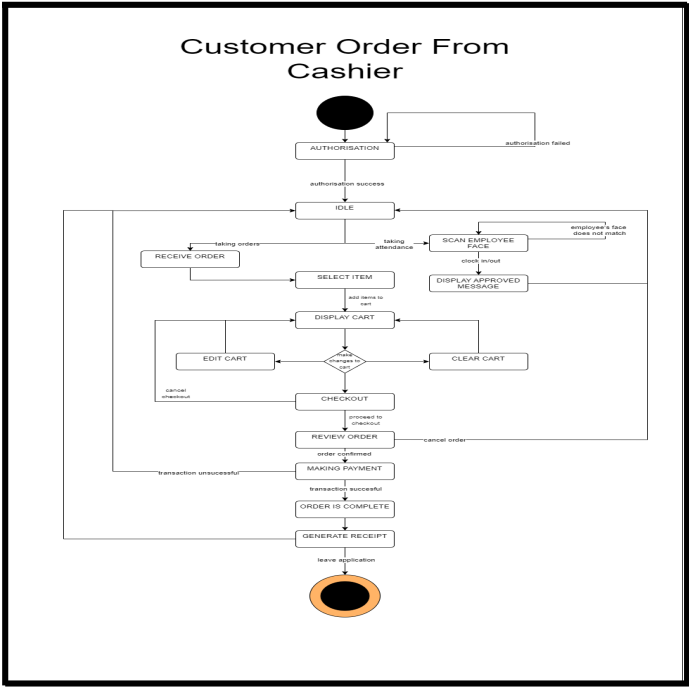 Customer Order From
Cashier
AUTHORISATION
authorisation failed
authorisation success
IDLE
taking orders
taking
attendance
SCAN EMPLOYEE
FACE
employee's face
does not match
RECEIVE ORDER
clock in/out
SELECT ITEM
DISPLAY APPROVED
MESSAGE
add items to
cart
DISPLAY CART
EDIT CART
make
changes to
cart
CLEAR CART
cancel
checkout
CHECKOUT
proceed to
checkout
REVIEW ORDER
cancel order
order confirmed
MAKING PAYMENT
transaction unsucessful
transaction succesful
ORDER IS COMPLETE
GENERATE RECEIPT
leave application